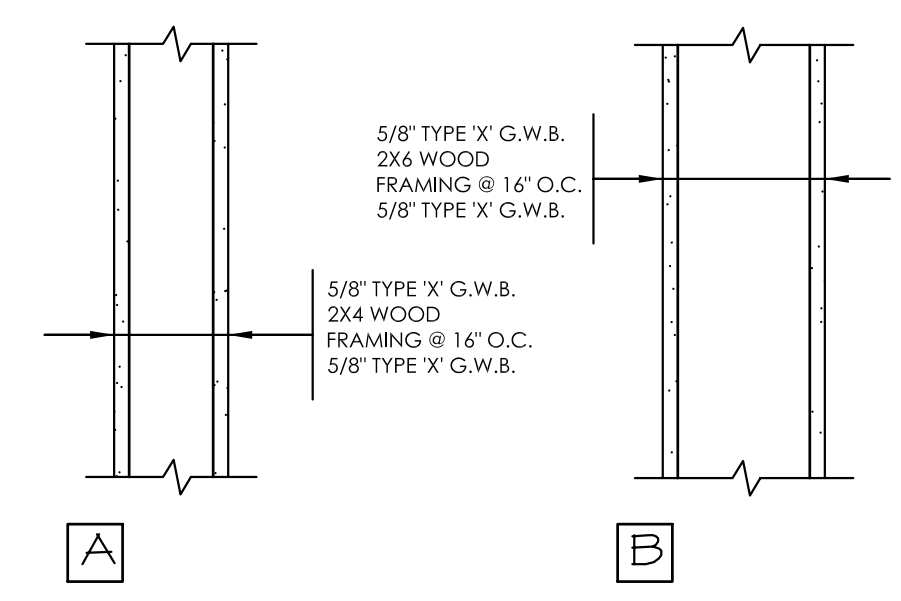 5/8" TYPE 'X' G.W.B.
2X6 WOOD
FRAMING @ 16" O.C.
5/8" TYPE 'X' G.W.B.
5/8" TYPE 'X' G.W.B.
2X4 WOOD
FRAMING @ 16" O.C.
5/8" TYPE 'X' G.W.B.
A
B